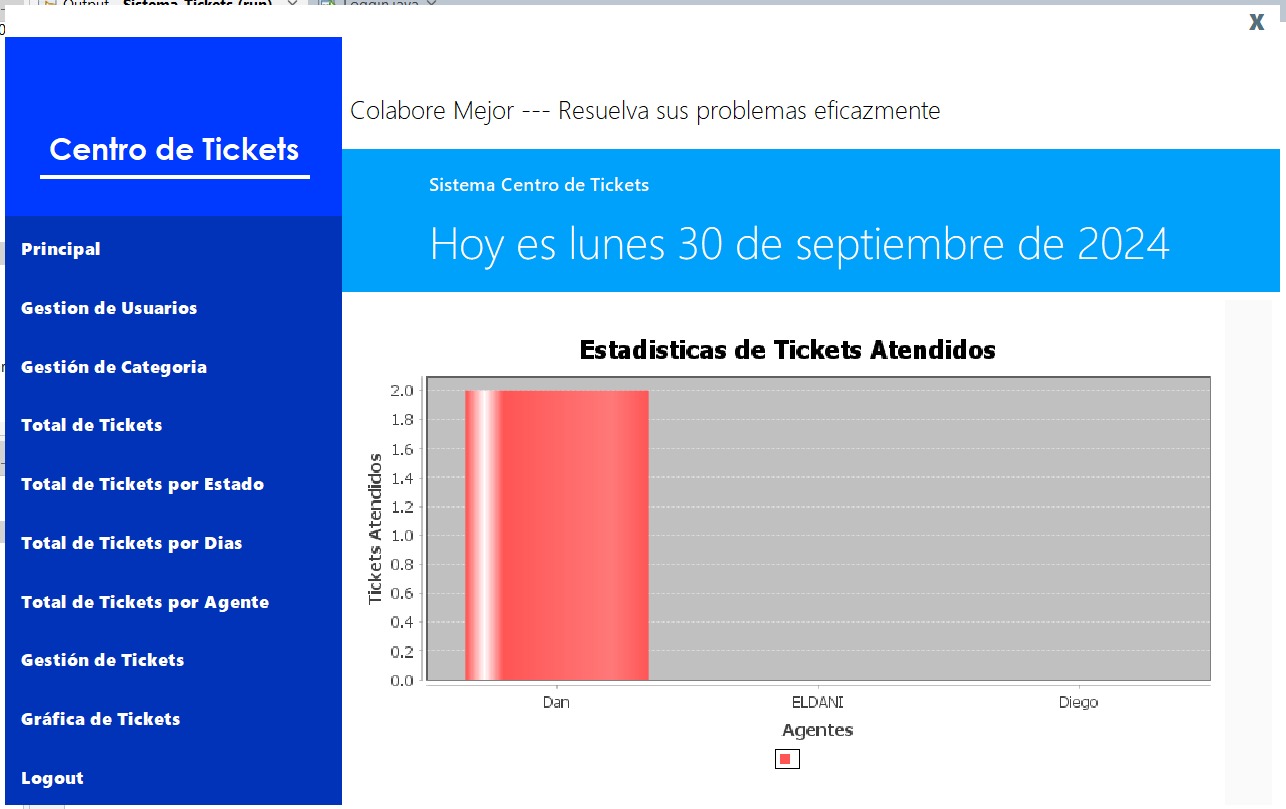 Output - Sistema_Tickets (run)
Loggin.java
X
Colabore Mejor --- Resuelva sus problemas eficazmente
Centro de Tickets
Sistema Centro de Tickets
Hoy es lunes 30 de septiembre de 2024
Principal
Gestion de Usuarios
Gestión de Categoria
Total de Tickets
Total de Tickets por Estado
Total de Tickets por Dias
Total de Tickets por Agente
Gestión de Tickets
Gráfica de Tickets
Logout
Estadisticas de Tickets Atendidos
Tickets Atendidos
2.0
1.8
1.6
1.4
1.2
1.0
0.8
0.6
0.4
0.2
0.0
Dan ELDANI Diego
Agentes